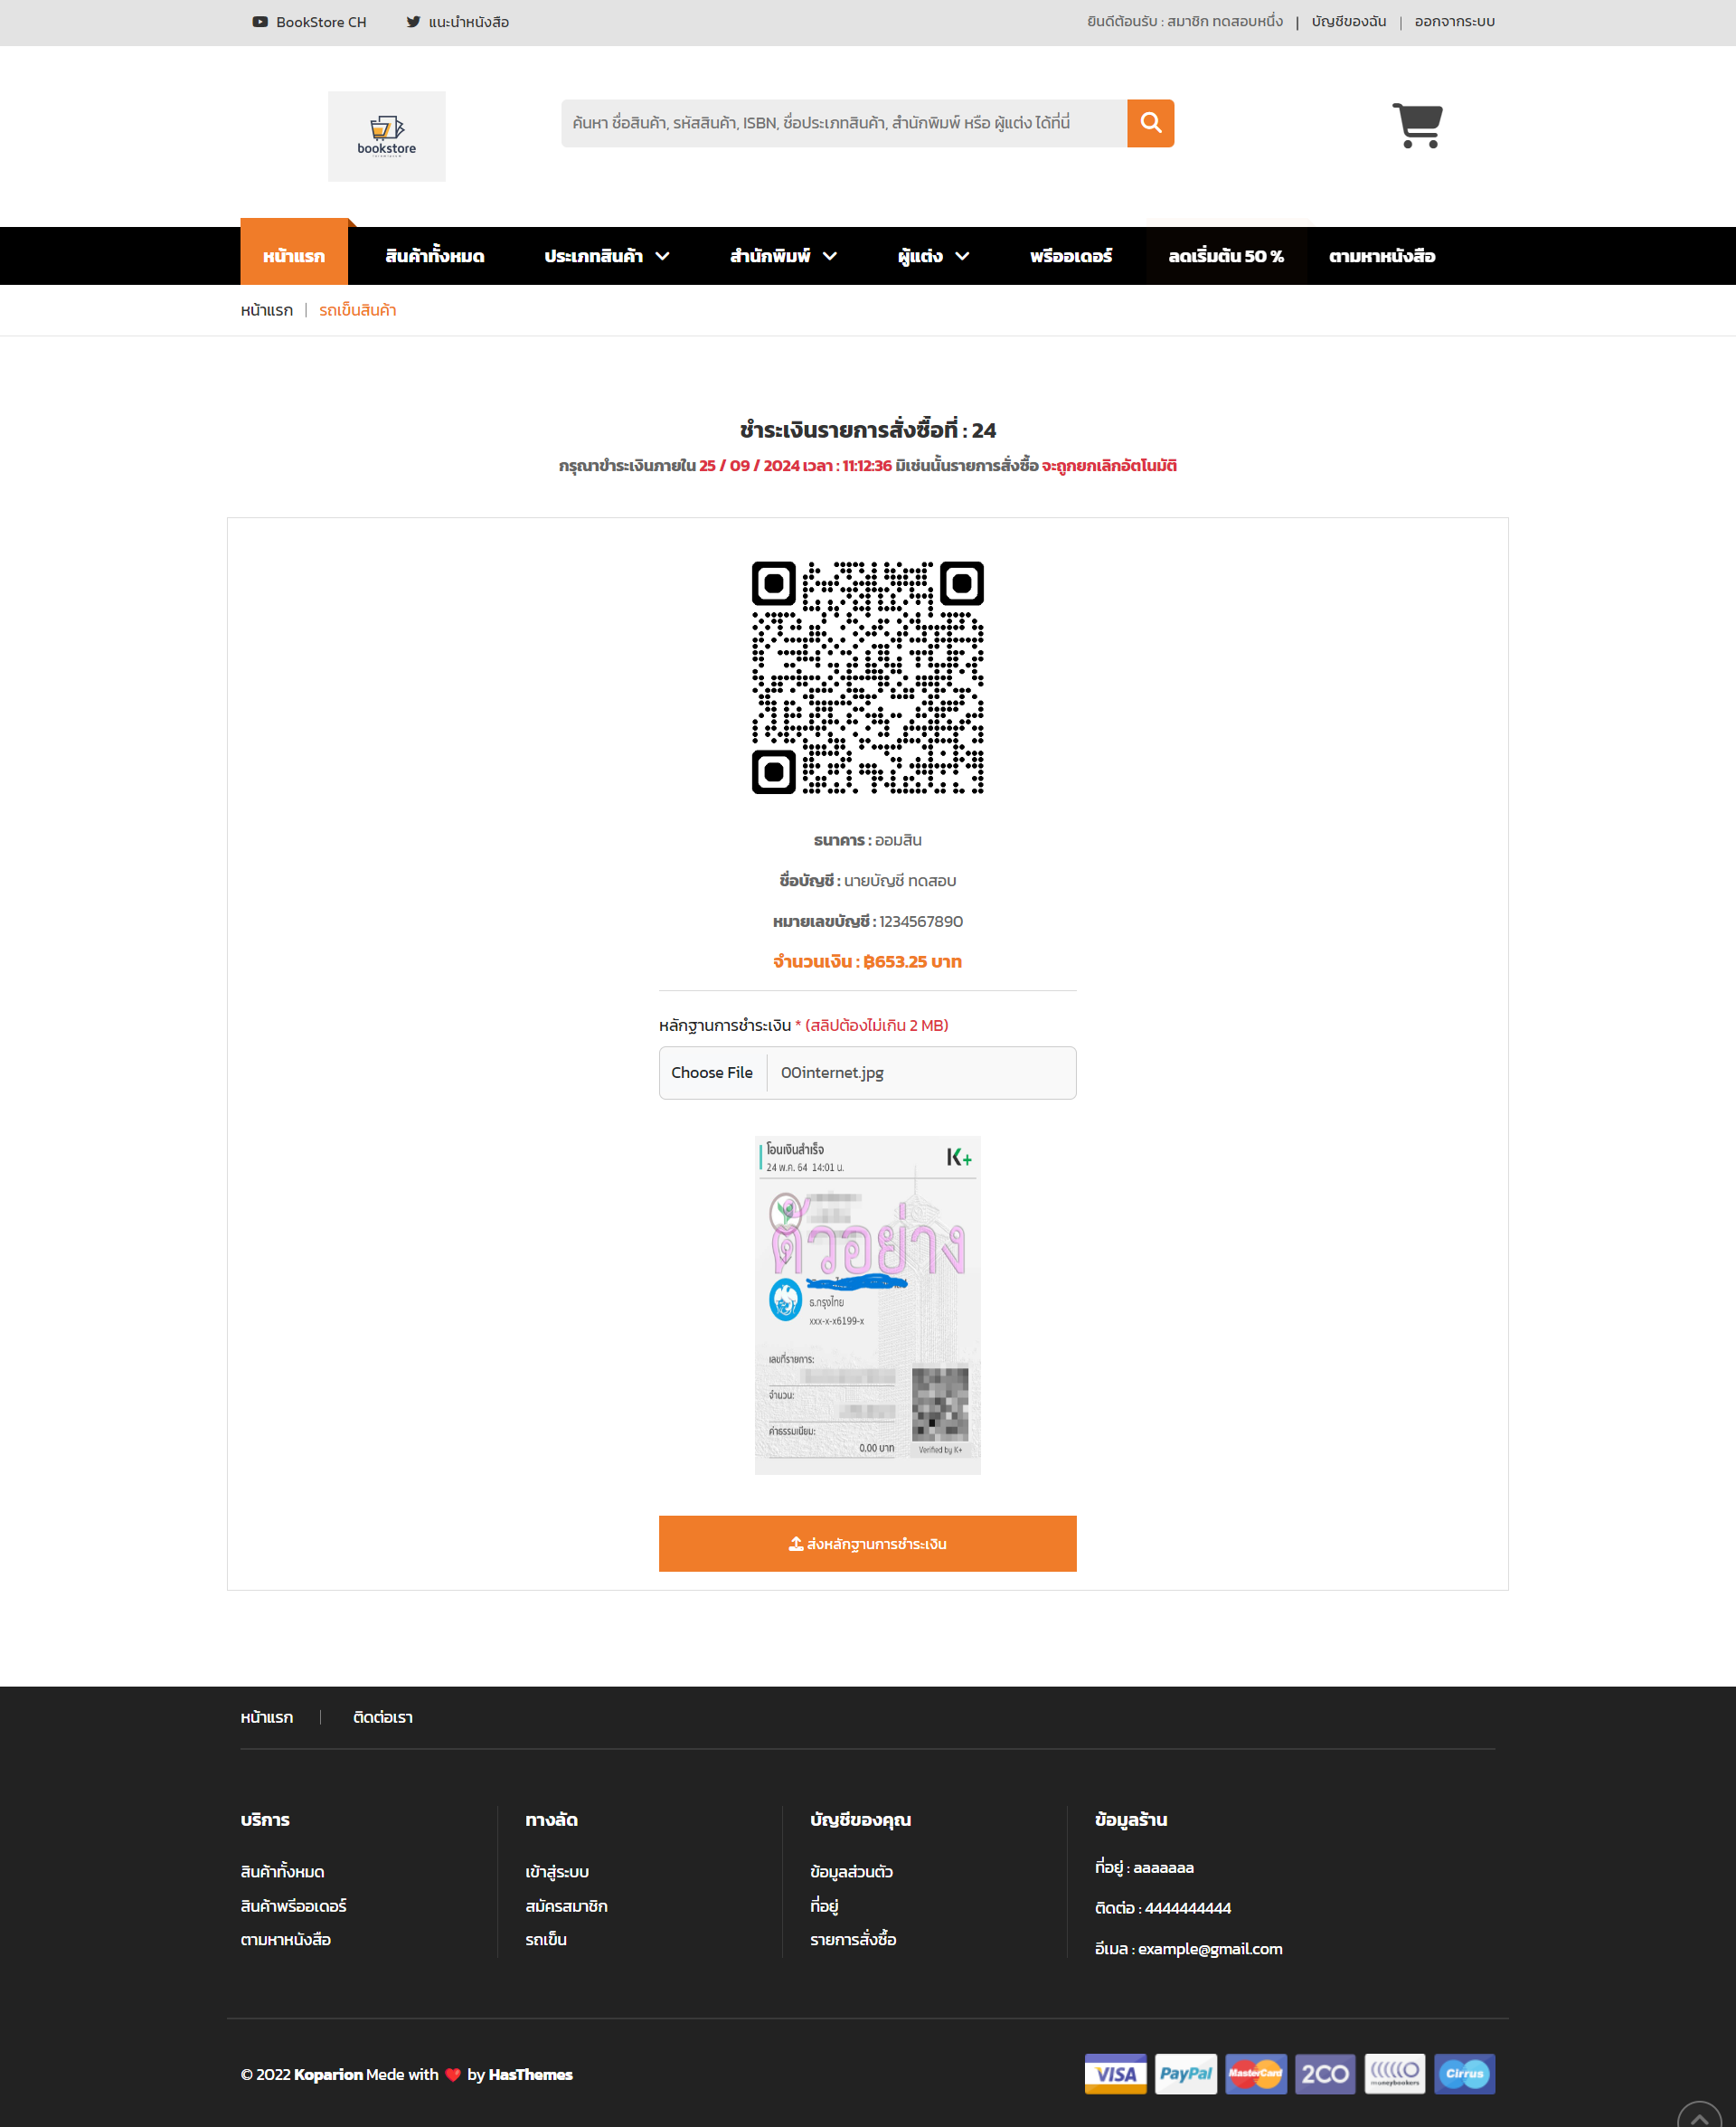 BookStore CH แนะนำหนังสือ ยินดีต้อนรับ : สมาชิก ทดสอบหนึ่ง | บัญชีของฉัน | ออกจากระบบ
bookstore
ค้นหา ชื่อสินค้า, รหัสสินค้า, ISBN, ชื่อประเภทสินค้า, สำนักพิมพ์ หรือ ผู้แต่ง ได้ที่นี่
หน้าแรก สินค้าทั้งหมด ประเภทสินค้า สำนักพิมพ์ ผู้แต่ง พรีออเดอร์ ลดเริ่มต้น 50 % ตามหาหนังสือ
หน้าแรก | รถเข็นสินค้า
ชำระเงินรายการสั่งซื้อที่ : 24
กรุณาชำระเงินภายใน 25 / 09 / 2024 เวลา : 11:12:36 มิเช่นนั้นรายการสั่งซื้อ จะถูกยกเลิกอัตโนมัติ
ธนาคาร : ออมสิน
ชื่อบัญชี : นายบัญชี ทดสอบ
หมายเลขบัญชี : 1234567890
จำนวนเงิน : ฿653.25 บาท
หลักฐานการชำระเงิน * (สลิปต้องไม่เกิน 2 MB)
Choose File 00internet.jpg
โอนเงินสำเร็จ
24 พ.ค. 64 14:01 น.
K+
ตัวอย่าง
ธ.กรุงไทย
xxx-x-x6199-x
เลขที่รายการ:
จำนวน:
ค่าธรรมเนียม:
0.00 บาท
Verified by K+
ส่งหลักฐานการชำระเงิน
หน้าแรก | ติดต่อเรา
บริการ
สินค้าทั้งหมด
สินค้าพรีออเดอร์
ตามหาหนังสือ
ทางลัด
เข้าสู่ระบบ
สมัครสมาชิก
รถเข็น
บัญชีของคุณ
ข้อมูลส่วนตัว
ที่อยู่
รายการสั่งซื้อ
ข้อมูลร้าน
ที่อยู่ : aaaaaaa
ติดต่อ : 4444444444
อีเมล : example@gmail.com
© 2022 Koparion Mede with ❤️ by HasThemes
VISA PayPal MasterCard 2CO moneybookers Cirrus